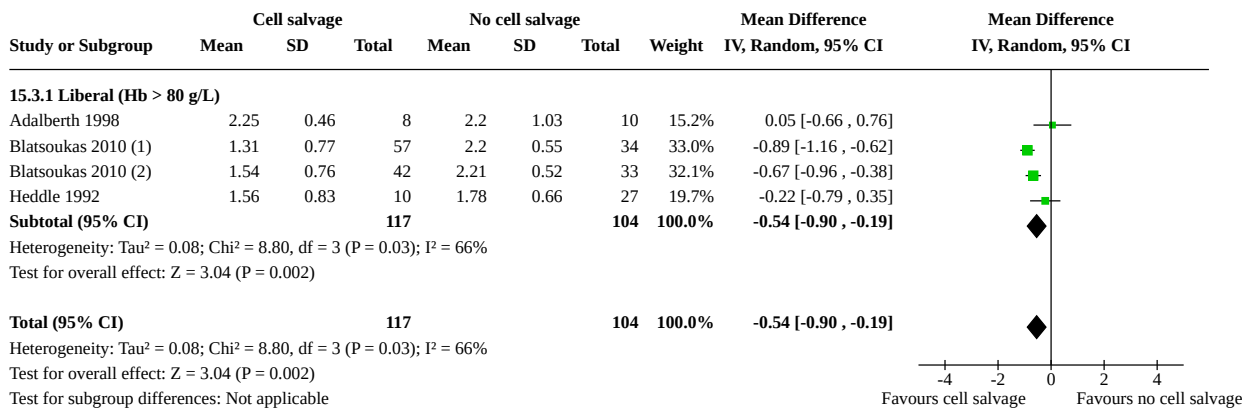 Cell salvage No cell salvage Mean Difference Mean Difference
Study or Subgroup Mean SD Total Mean SD Total Weight IV, Random, 95% CI IV, Random, 95% CI
15.3.1 Liberal (Hb > 80 g/L)
Adalberth 1998 2.25 0.46 8 2.2 1.03 10 15.2% 0.05 [-0.66 , 0.76]
Blatsoukas 2010 (1) 1.31 0.77 57 2.2 0.55 34 33.0% -0.89 [-1.16 , -0.62]
Blatsoukas 2010 (2) 1.54 0.76 42 2.21 0.52 33 32.1% -0.67 [-0.96 , -0.38]
Heddle 1992 1.56 0.83 10 1.78 0.66 27 19.7% -0.22 [-0.79 , 0.35]
Subtotal (95% CI) 117 104 100.0% -0.54 [-0.90 , -0.19]
Heterogeneity: Tau² = 0.08; Chi² = 8.80, df = 3 (P = 0.03); I² = 66%
Test for overall effect: Z = 3.04 (P = 0.002)
Total (95% CI) 117 104 100.0% -0.54 [-0.90 , -0.19]
Heterogeneity: Tau² = 0.08; Chi² = 8.80, df = 3 (P = 0.03); I² = 66%
Test for overall effect: Z = 3.04 (P = 0.002) -4 -2 0 2 4
Test for subgroup differences: Not applicable Favours cell salvage Favours no cell salvage